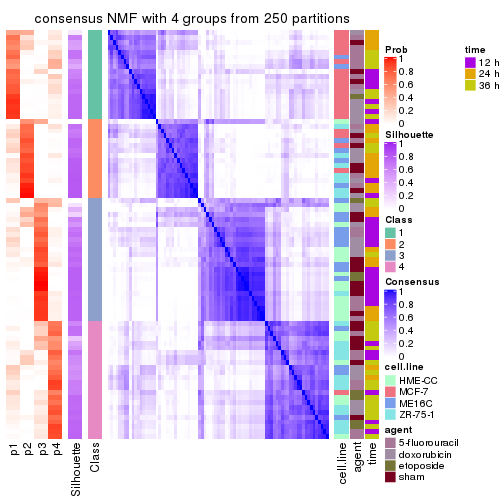 consensus NMF with 4 groups from 250 partitions
Prob
1
0.8
0.6
0.4
0.2
0
time
12 h
24 h
36 h
Silhouette
1
0.8
0.6
0.4
0.2
0
Class
1
2
3
4
Consensus
1
0.8
0.6
0.4
0.2
0
cell.line
HME-CC
MCF-7
ME16C
ZR-75-1
agent
5-fluorouracil
doxorubicin
etoposide
sham
p1
p2
p3
p4
Silhouette
Class
cell.line
agent
time